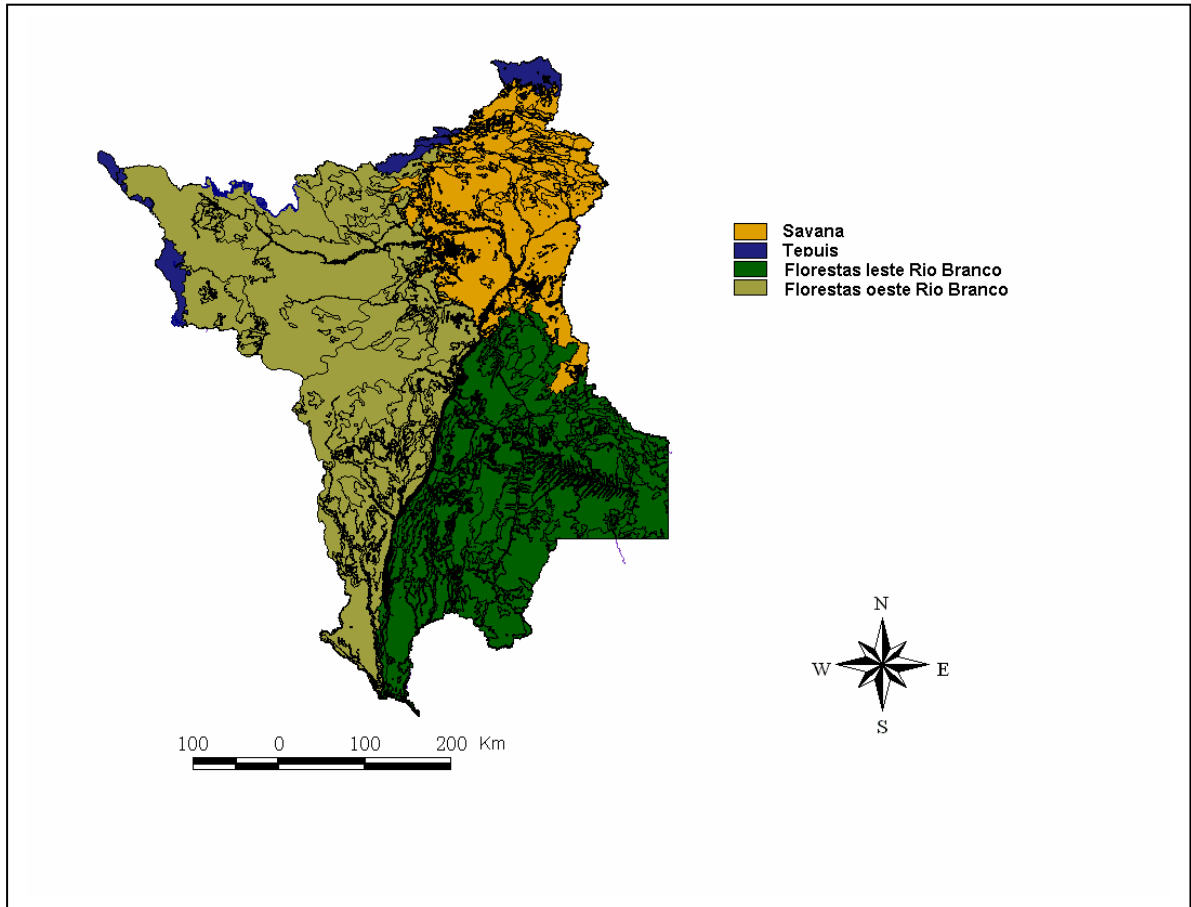 Savana
Tepuis
Florestas leste Rio Branco
Florestas oeste Rio Branco
N
W E
S
100 0 100 200 Km